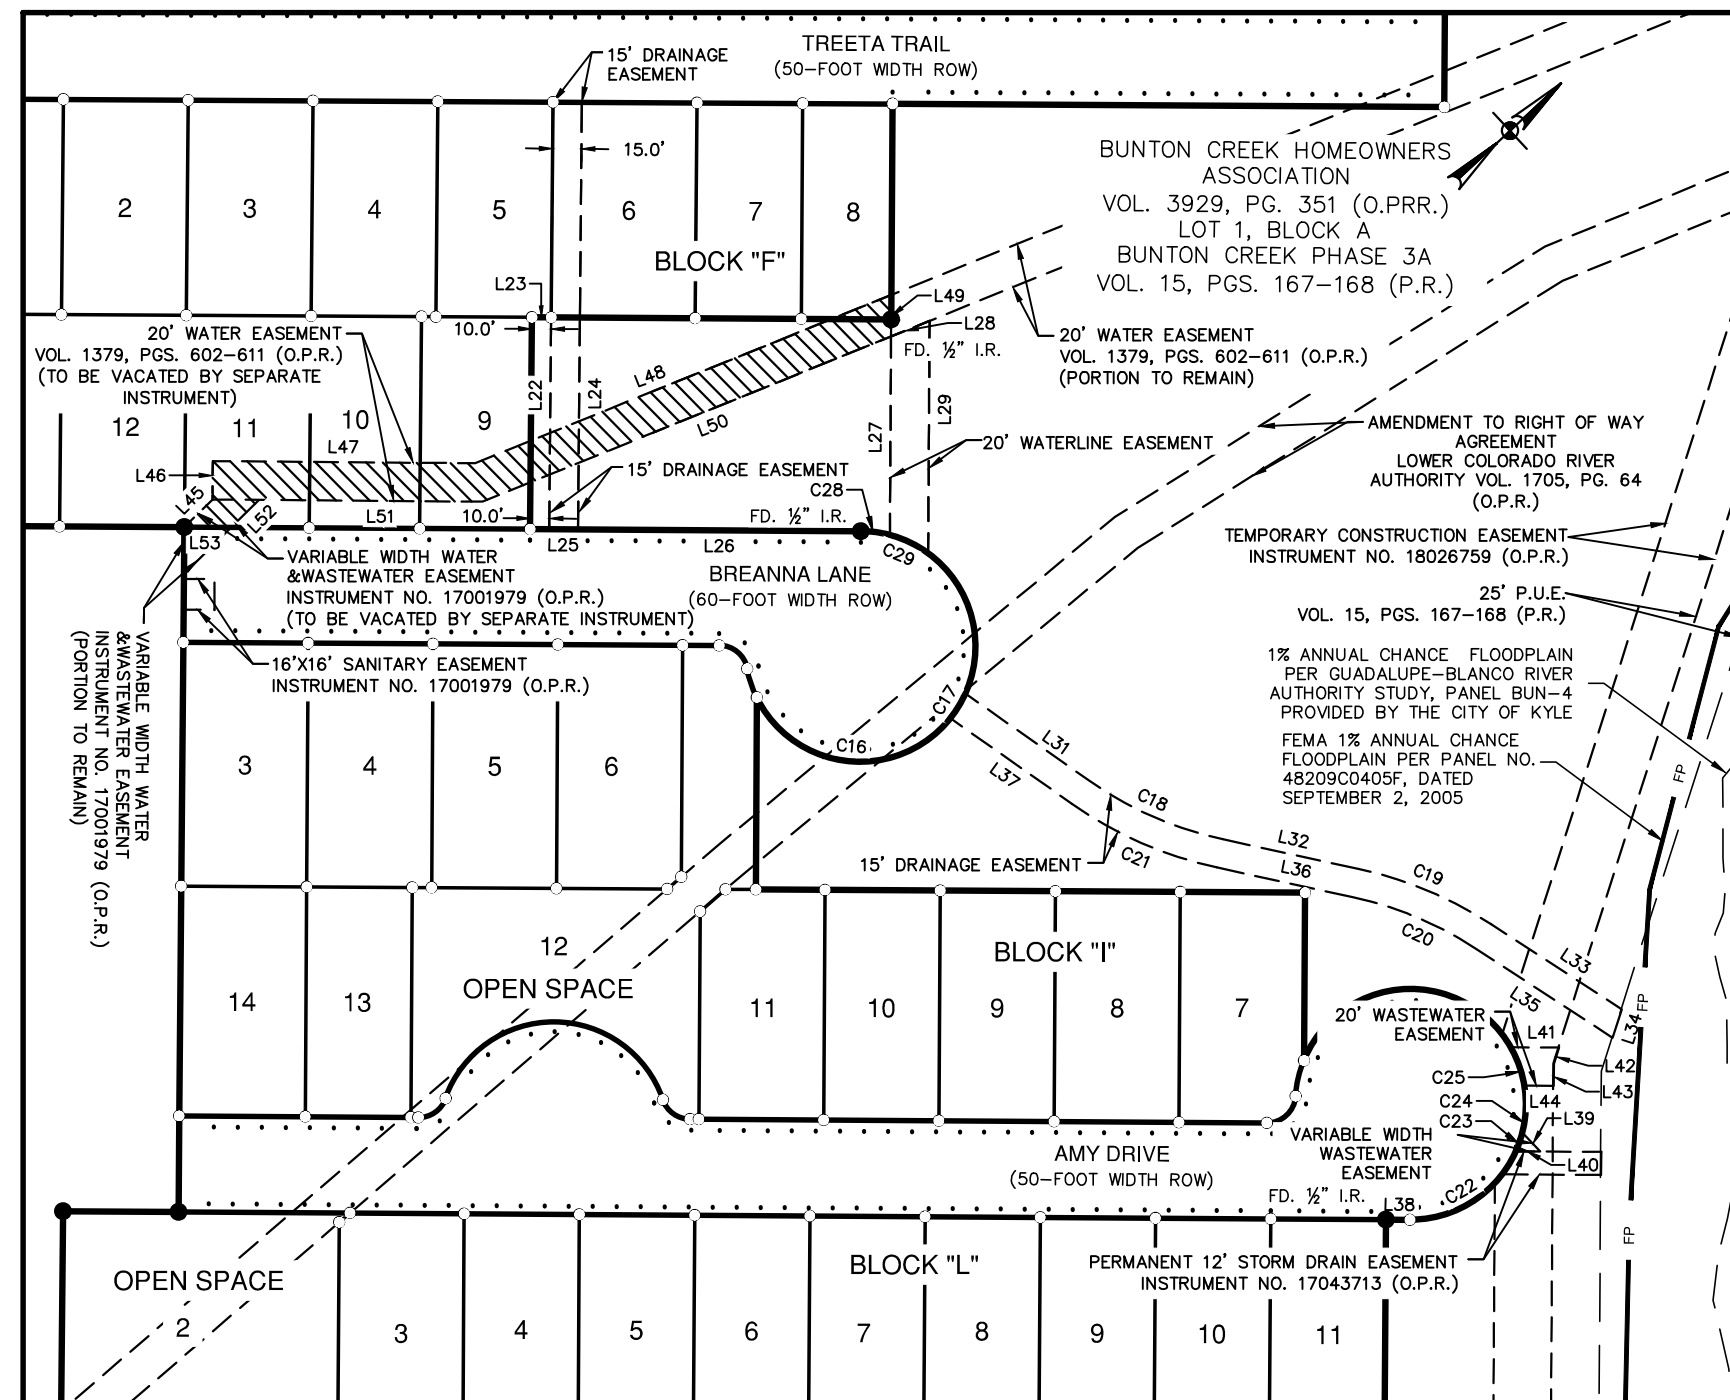 TREETA TRAIL
(50-FOOT WIDTH ROW)
15' DRAINAGE
EASEMENT
15.0'
BUNTON CREEK HOMEOWNERS
ASSOCIATION
VOL. 3929, PG. 351 (O.PRR.)
LOT 1, BLOCK A
BUNTON CREEK PHASE 3A
VOL. 15, PGS. 167-168 (P.R.)
2
3
4
5
6
7
8
BLOCK "F"
L23
L49
L28
FD. ½" I.R.
10.0'
20' WATER EASEMENT
VOL. 1379, PGS. 602-611 (O.P.R.)
(TO BE VACATED BY SEPARATE
INSTRUMENT)
20' WATER EASEMENT
VOL. 1379, PGS. 602-611 (O.P.R.)
(PORTION TO REMAIN)
L22
L24
L48
L50
L27
L29
12
11
10
9
L47
L46
L45
L52
L51
L53
10.0'
15' DRAINAGE EASEMENT
20' WATERLINE EASEMENT
C28
FD. ½" I.R.
L25
L26
C29
AMENDMENT TO RIGHT OF WAY
AGREEMENT
LOWER COLORADO RIVER
AUTHORITY VOL. 1705, PG. 64
(O.P.R.)
TEMPORARY CONSTRUCTION EASEMENT
INSTRUMENT NO. 18026759 (O.P.R.)
25' P.U.E.
VOL. 15, PGS. 167-168 (P.R.)
VARIABLE WIDTH WATER
&WASTEWATER EASEMENT
INSTRUMENT NO. 17001979 (O.P.R.)
(TO BE VACATED BY SEPARATE INSTRUMENT)
BREANNA LANE
(60-FOOT WIDTH ROW)
16'X16' SANITARY EASEMENT
INSTRUMENT NO. 17001979 (O.P.R.)
VARIABLE WIDTH WATER
&WASTEWATER EASEMENT
INSTRUMENT NO. 17001979 (O.P.R.)
(PORTION TO REMAIN)
1% ANNUAL CHANCE FLOODPLAIN
PER GUADALUPE-BLANCO RIVER
AUTHORITY STUDY, PANEL BUN-4
PROVIDED BY THE CITY OF KYLE
FEMA 1% ANNUAL CHANCE
FLOODPLAIN PER PANEL NO.
48209C0405F, DATED
SEPTEMBER 2, 2005
FP
C17
C16
L31
L37
C18
C21
L32
L36
C19
C20
L33
L35
L34
FP
15' DRAINAGE EASEMENT
3
4
5
6
12
OPEN SPACE
14
13
BLOCK "I"
11
10
9
8
7
20' WASTEWATER
EASEMENT
L41
L42
L43
C25
L44
C24
C23
L39
L40
VARIABLE WIDTH
WASTEWATER
EASEMENT
AMY DRIVE
(50-FOOT WIDTH ROW)
FD. ½" I.R.
L38
C22
FP
PERMANENT 12' STORM DRAIN EASEMENT
INSTRUMENT NO. 17043713 (O.P.R.)
BLOCK "L"
OPEN SPACE
2
3
4
5
6
7
8
9
10
11